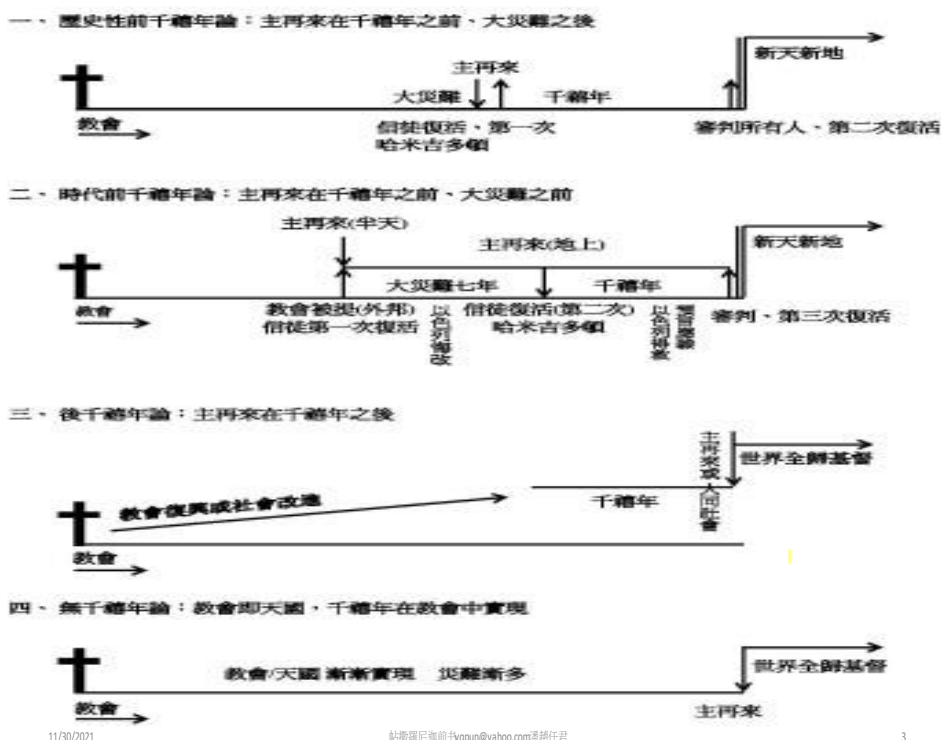 一、 歷史性前千禧年論：主再來在千禧年之前、大災難之後
主再來
新天新地
大災難
千禧年
教會
信徒復活、第一次
哈米吉多頓
審判所有人、第二次復活
二、 時代前千禧年論：主再來在千禧年之前、大災難之前
主再來(半天)
主再來(地上)
新天新地
大災難七年
千禧年
教會
教會被提(外邦)
信徒第一次復活
以色列悔改
信徒復活(第二次)
哈米吉多頓
以色列得救
審判、第三次復活
三、 後千禧年論：主再來在千禧年之後
主再來或
世界全歸基督
千禧年
教會復興或社會改進
教會
四、 無千禧年論：教會即天國，千禧年在教會中實現
教會/天國 漸漸實現 災難漸多
世界全歸基督
教會
主再來
11/30/2021
yqpun@yahoo.com
3